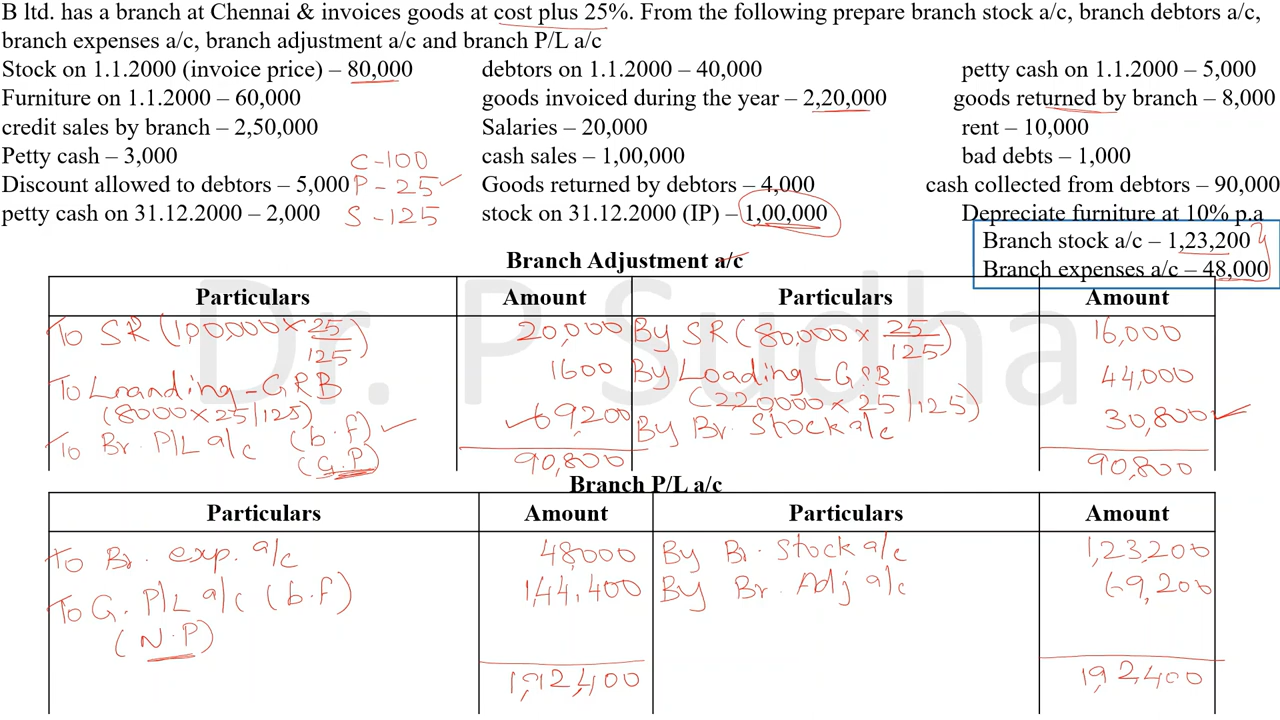 B ltd. has a branch at Chennai & invoices goods at cost plus 25%. From the following prepare branch stock a/c, branch debtors a/c,
branch expenses a/c, branch adjustment a/c and branch P/L a/c
Stock on 1.1.2000 (invoice price) – 80,000 debtors on 1.1.2000 – 40,000 petty cash on 1.1.2000 – 5,000
Furniture on 1.1.2000 – 60,000 goods invoiced during the year – 2,20,000 goods returned by branch – 8,000
credit sales by branch – 2,50,000 Salaries – 20,000 rent – 10,000
Petty cash – 3,000 cash sales – 1,00,000 bad debts – 1,000
C-100
Discount allowed to debtors – 5,000 Goods returned by debtors – 4,000 cash collected from debtors – 90,000
P-25
petty cash on 31.12.2000 – 2,000 stock on 31.12.2000 (IP) – 1,00,000 Depreciate furniture at 10% p.a
S-125
Branch stock a/c – 1,23,200
Branch expenses a/c – 48,000
Branch Adjustment a/c
Particulars Amount Particulars Amount
To SR (1,00,000 × 25/125) 20,000 By SR (80,000 × 25/125) 16,000
To Loanding - GRB 1600 By Loading - GSB 44,000
(8000 × 25/125) (220000 × 25/125)
To Br. P/L a/c (b.f) 69,200 By Br. Stock a/c 30,800
(G.P)
90,800 90,800
Branch P/L a/c
Particulars Amount Particulars Amount
To Br. exp. a/c 48000 By Br. Stock a/c 1,23,200
To G. P/L a/c (b.f) 1,44,400 By Br. Adj a/c 69,200
(N.P)
1,92,400 1,92,400
Dr. P Sudha